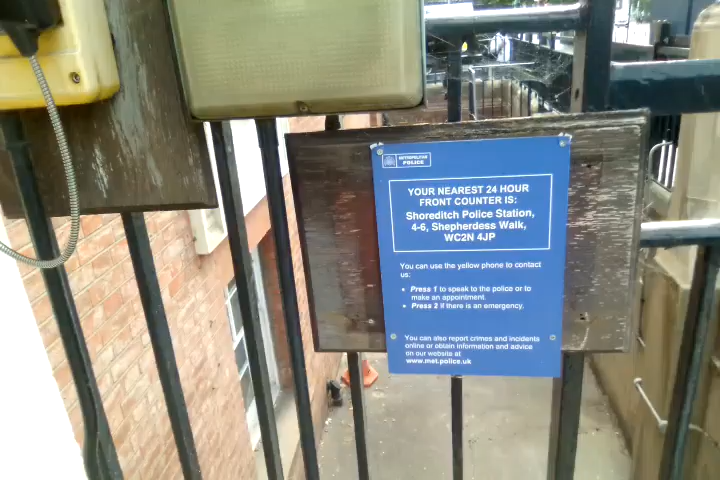 METROPOLITAN
POLICE
YOUR NEAREST 24 HOUR
FRONT COUNTER IS:
Shoreditch Police Station,
4-6, Shepherdess Walk,
WC2N 4JP
You can use the yellow phone to contact
us:
• Press 1 to speak to the police or to
make an appointment.
• Press 2 if there is an emergency.
You can also report crimes and incidents
online or obtain information and advice
on our website at
www.met.police.uk